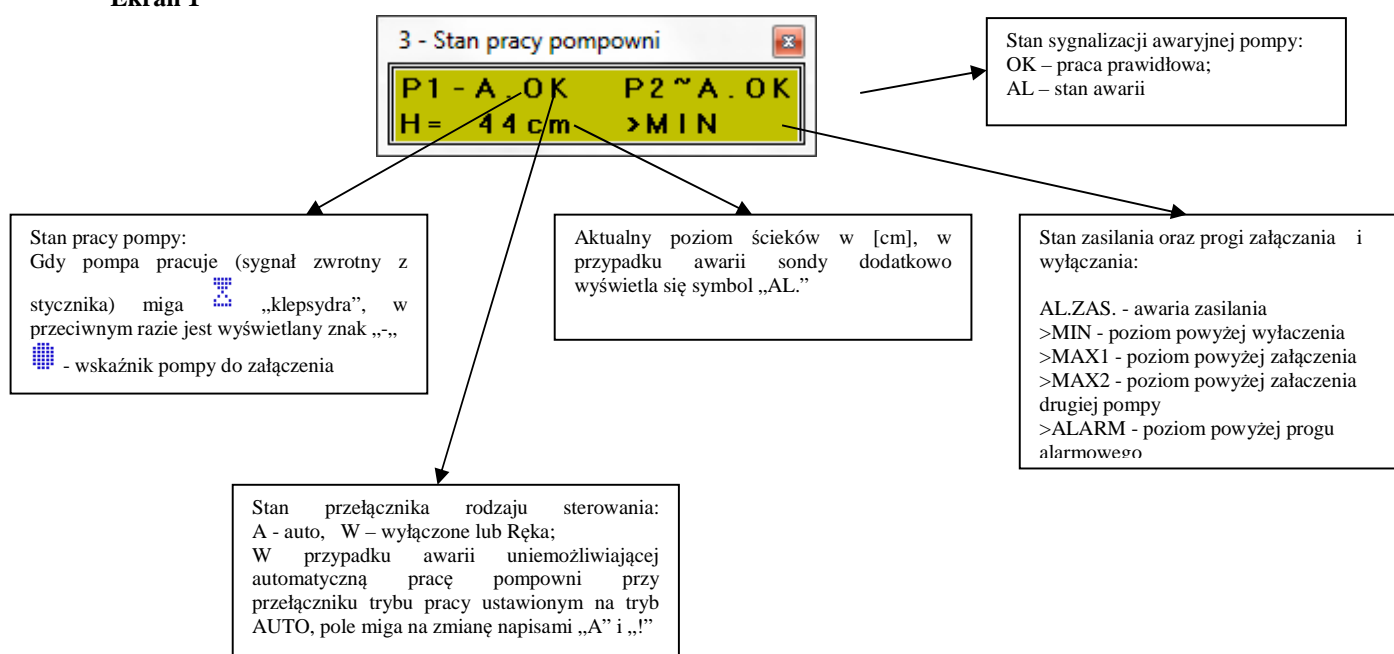 Ekran 1
3 - Stan pracy pompowni
P1-A.OK P2~A.OK
H= 44cm >MIN
Stan sygnalizacji awaryjnej pompy:
OK – praca prawidłowa;
AL – stan awarii
Stan pracy pompy:
Gdy pompa pracuje (sygnał zwrotny z
stycznika) miga „klepsydra”, w
przeciwnym razie jest wyświetlany znak „-„
- wskaźnik pompy do załączenia
Aktualny poziom ścieków w [cm], w
przypadku awarii sondy dodatkowo
wyświetla się symbol „AL.”
Stan zasilania oraz progi załączania i
wyłączania:
AL.ZAS. - awaria zasilania
>MIN - poziom powyżej wyłaczenia
>MAX1 - poziom powyżej załączenia
>MAX2 - poziom powyżej załaczenia
drugiej pompy
>ALARM - poziom powyżej progu
alarmowego
Stan przełącznika rodzaju sterowania:
A - auto, W – wyłączone lub Ręka;
W przypadku awarii uniemożliwiającej
automatyczną pracę pompowni przy
przełączniku trybu pracy ustawionym na tryb
AUTO, pole miga na zmianę napisami „A” i „!”